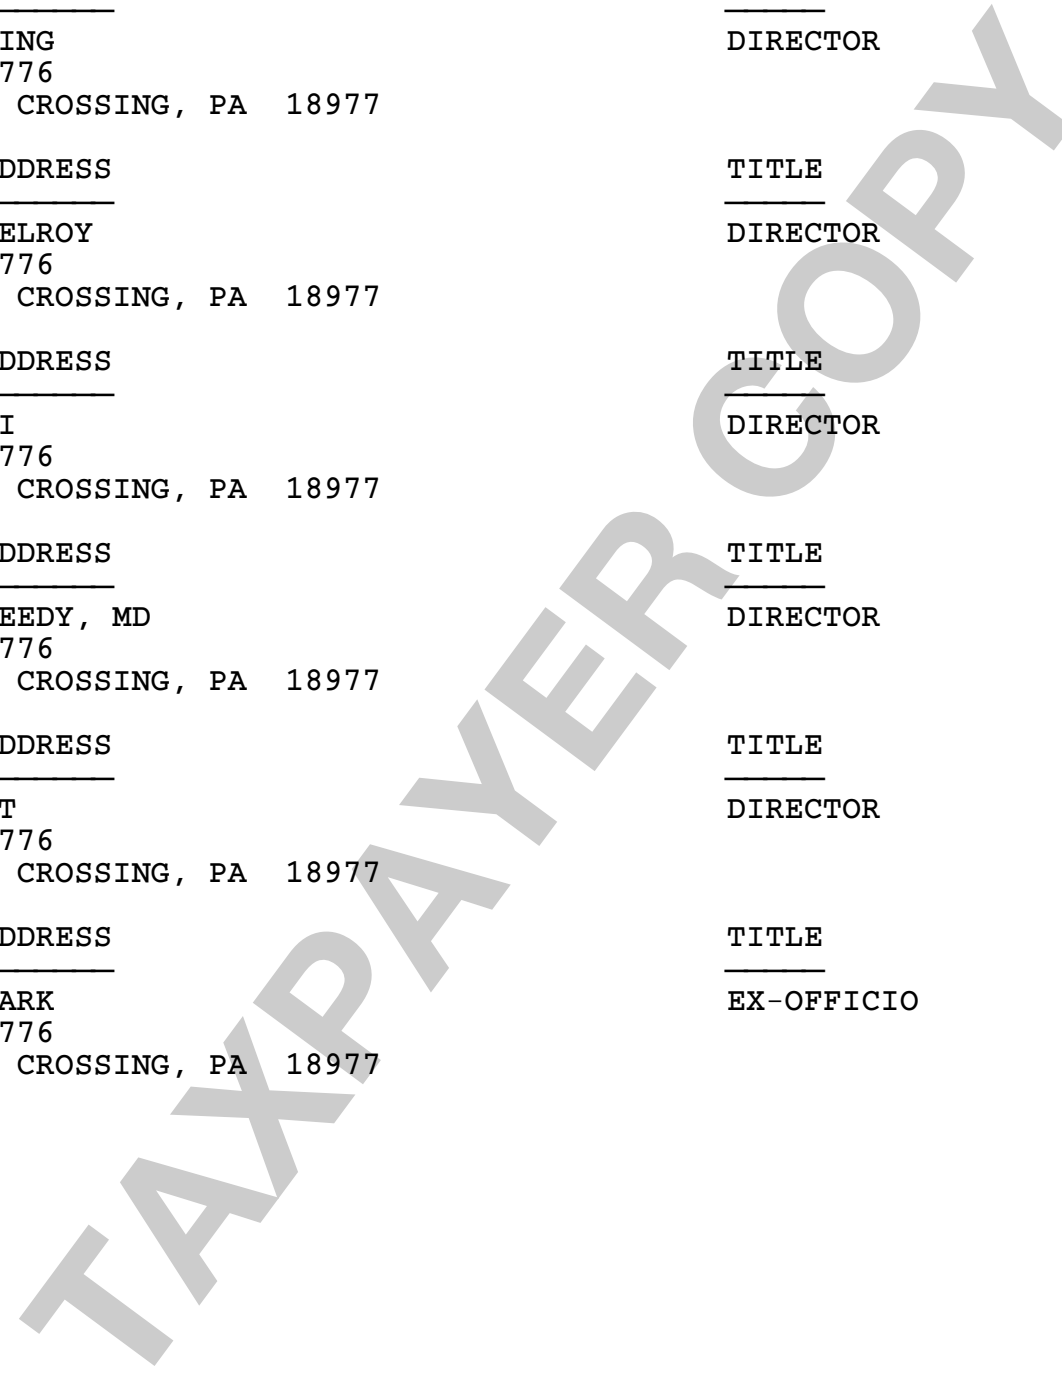 ING DIRECTOR
776
CROSSING, PA 18977
DDRESS TITLE
ELROY DIRECTOR
776
CROSSING, PA 18977
DDRESS TITLE
I DIRECTOR
776
CROSSING, PA 18977
DDRESS TITLE
EEDY, MD DIRECTOR
776
CROSSING, PA 18977
DDRESS TITLE
T DIRECTOR
776
CROSSING, PA 18977
DDRESS TITLE
ARK EX-OFFICIO
776
CROSSING, PA 18977
TAXPAYER COPY